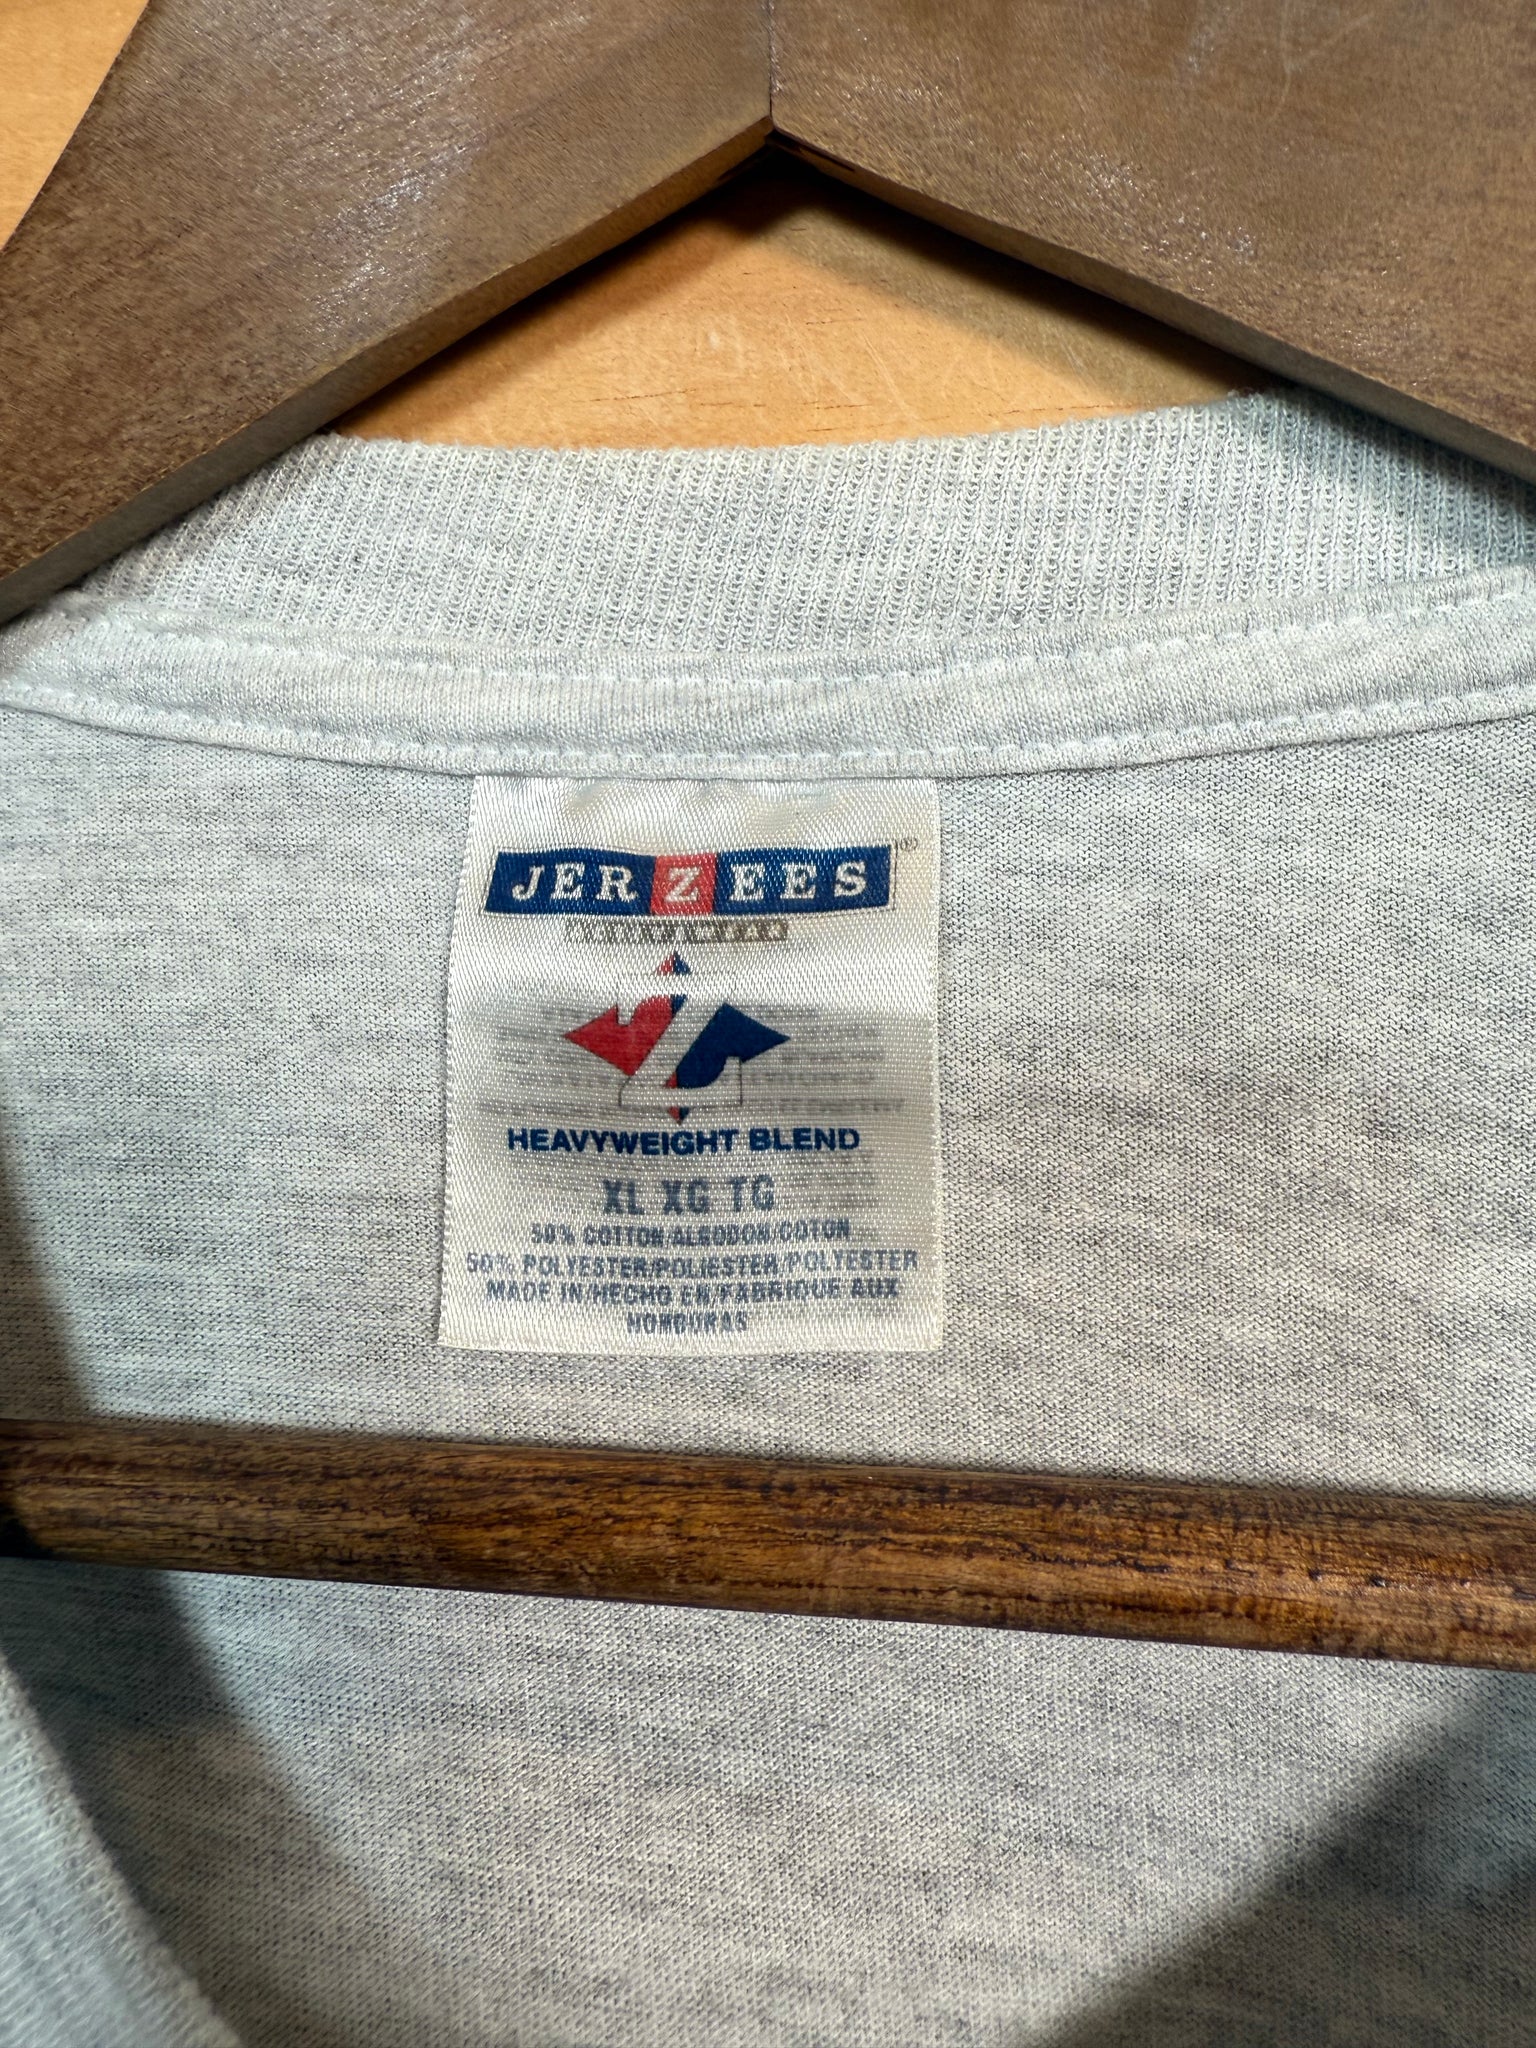 JERZEES®
HEAVYWEIGHT BLEND
XL XG TG
50% COTTON/ALGODON/COTON
50% POLYESTER/POLIESTER/POLYESTER
MADE IN/HECHO EN/FABRIQUE AUX
HONDURAS